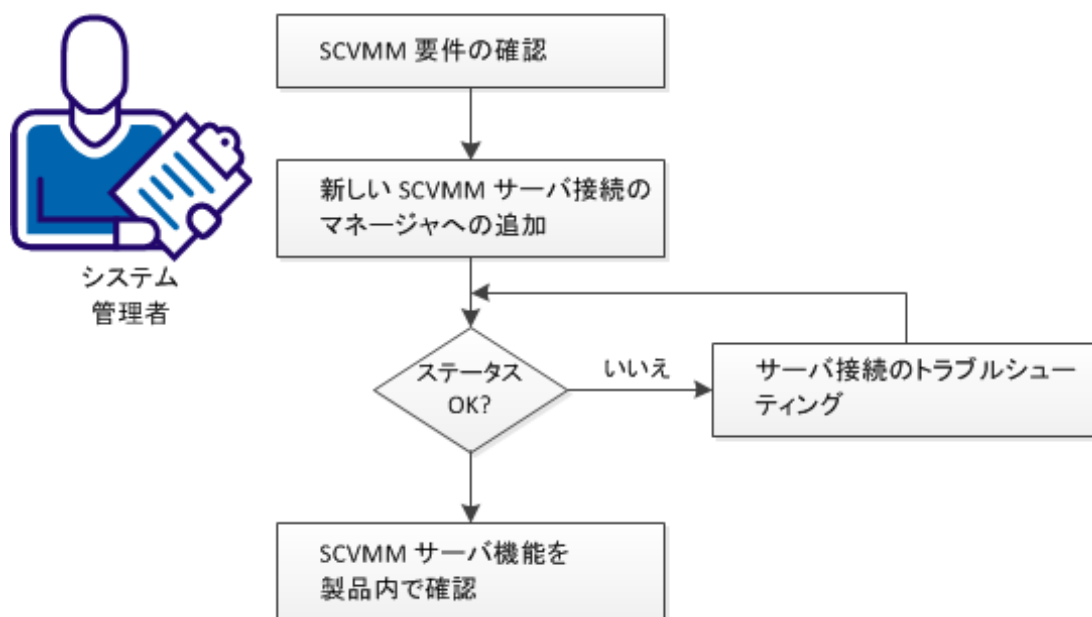 SCVMM 要件の確認
新しい SCVMM サーバ接続の
マネージャへの追加
システム
管理者
ステータス
OK?
いいえ
サーバ接続のトラブルシュー
ティング
SCVMM サーバ機能を
製品内で確認